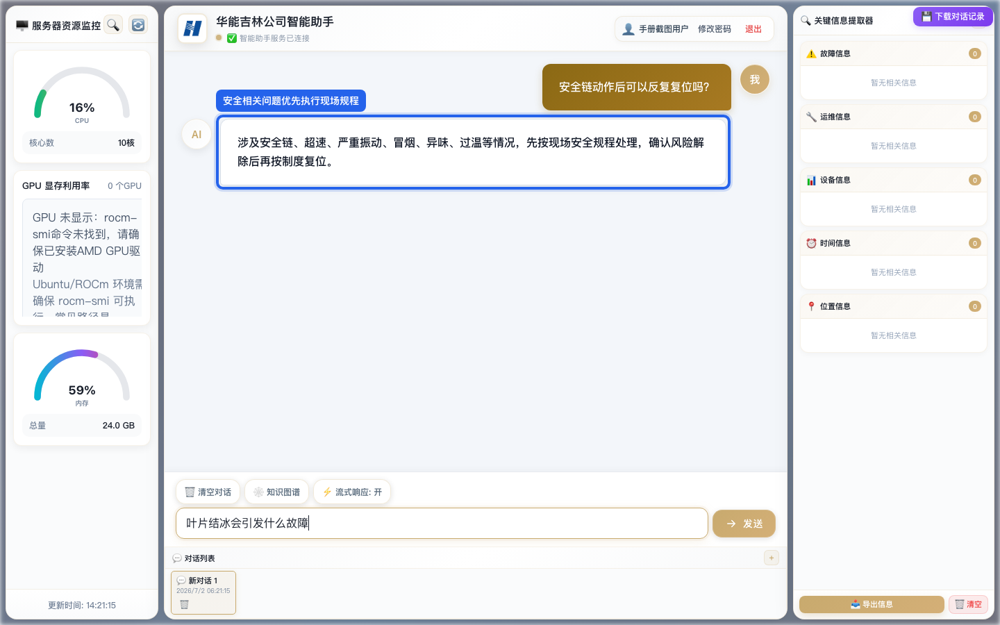 服务器资源监控
16%
CPU
核心数 10核
GPU 显存利用率 0 个GPU
GPU 未显示：rocm-
smi命令未找到，请确
保已安装AMD GPU驱
动
Ubuntu/ROCm 环境需
确保 rocm-smi 可执
59%
内存
总量 24.0 GB
更新时间: 14:21:15
华能吉林公司智能助手
智能助手服务已连接
手册截图用户 修改密码 退出
安全链动作后可以反复复位吗？
我
安全相关问题优先执行现场规程
AI
涉及安全链、超速、严重振动、冒烟、异味、过温等情况，先按现场安全规程处理，确认风险解
除后再按制度复位。
清空对话 知识图谱 流式响应: 开
叶片结冰会引发什么故障
→ 发送
对话列表 +
新对话 1
2026/7/2 06:21:15
关键信息提取器
下载对话记录
故障信息 0
暂无相关信息
运维信息 0
暂无相关信息
设备信息 0
暂无相关信息
时间信息 0
暂无相关信息
位置信息 0
暂无相关信息
导出信息 清空